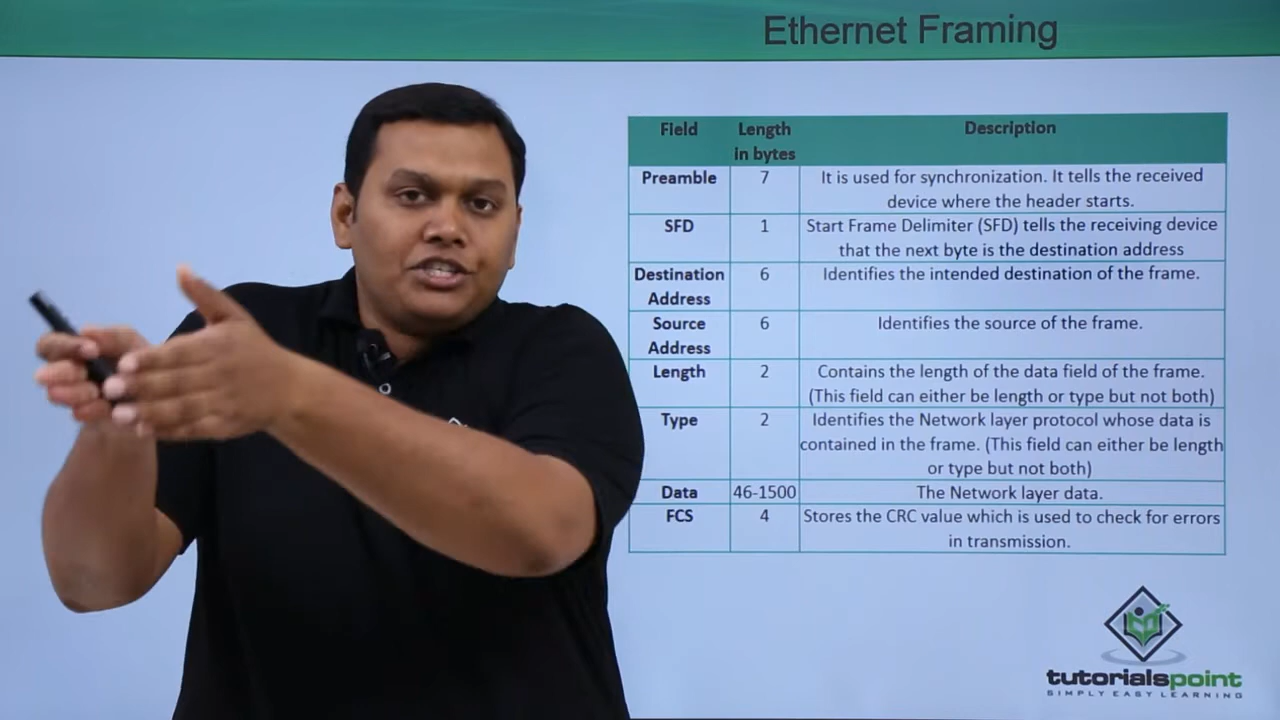 Ethernet Framing
Field
Length
in bytes
Description
Preamble
7
It is used for synchronization. It tells the received
device where the header starts.
SFD
1
Start Frame Delimiter (SFD) tells the receiving device
that the next byte is the destination address
Destination
Address
6
Identifies the intended destination of the frame.
Source
Address
6
Identifies the source of the frame.
Length
2
Contains the length of the data field of the frame.
(This field can either be length or type but not both)
Type
2
Identifies the Network layer protocol whose data is
contained in the frame. (This field can either be length
or type but not both)
Data
46-1500
The Network layer data.
FCS
4
Stores the CRC value which is used to check for errors
in transmission.
tutorialspoint
SIMPLY EASY LEARNING